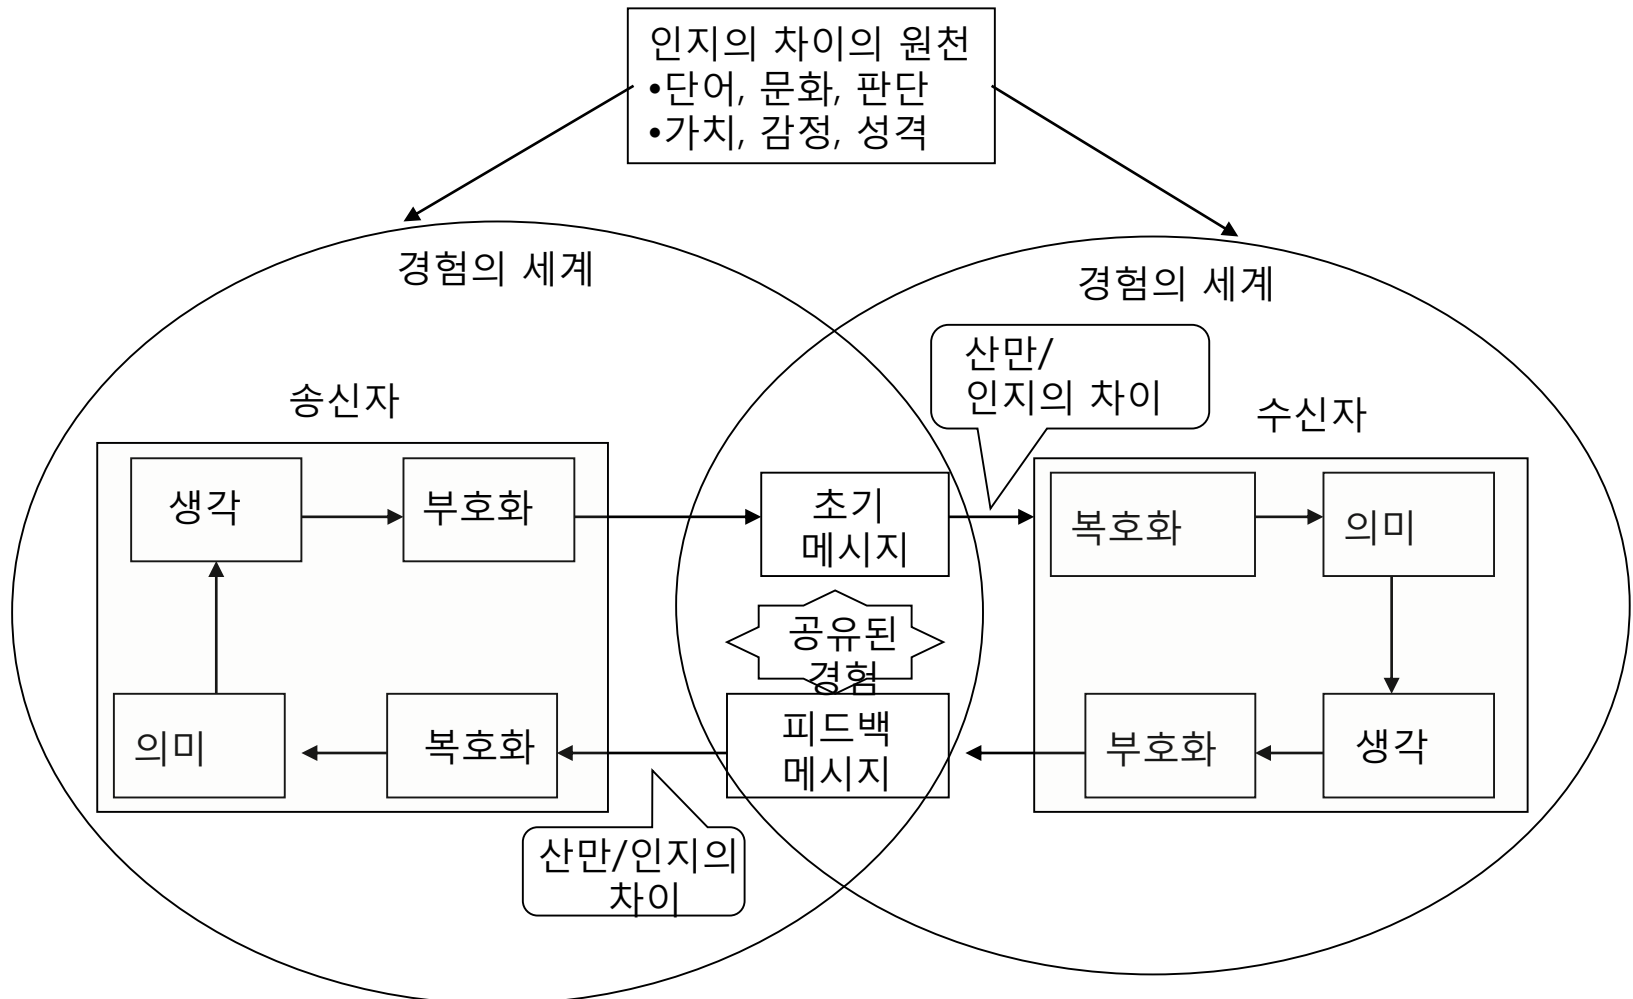 인지의 차이의 원천
•단어, 문화, 판단
•가치, 감정, 성격
경험의 세계
경험의 세계
산만/
인지의 차이
송신자
수신자
생각
부호화
초기
메시지
복호화
의미
공유된
경험
의미
복호화
피드백
메시지
부호화
생각
산만/인지의
차이